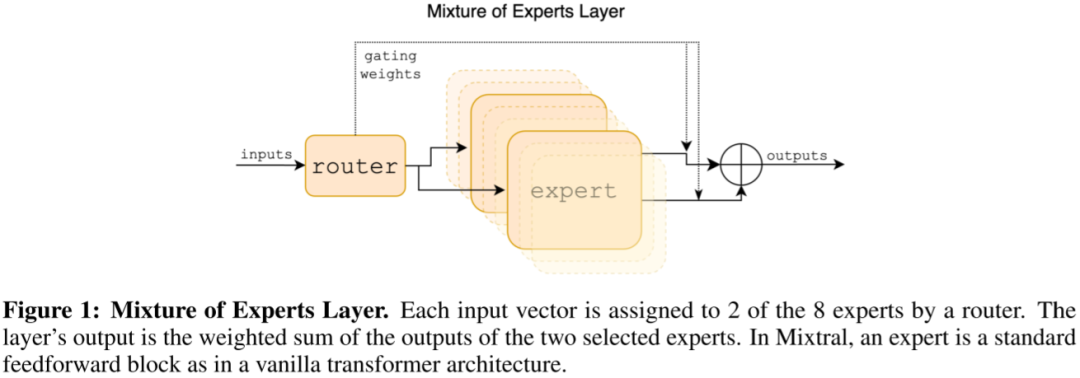 Mixture of Experts Layer
gating
weights
inputs
router
expert
outputs
Figure 1: Mixture of Experts Layer. Each input vector is assigned to 2 of the 8 experts by a router. The
layer's output is the weighted sum of the outputs of the two selected experts. In Mixtral, an expert is a standard
feedforward block as in a vanilla transformer architecture.